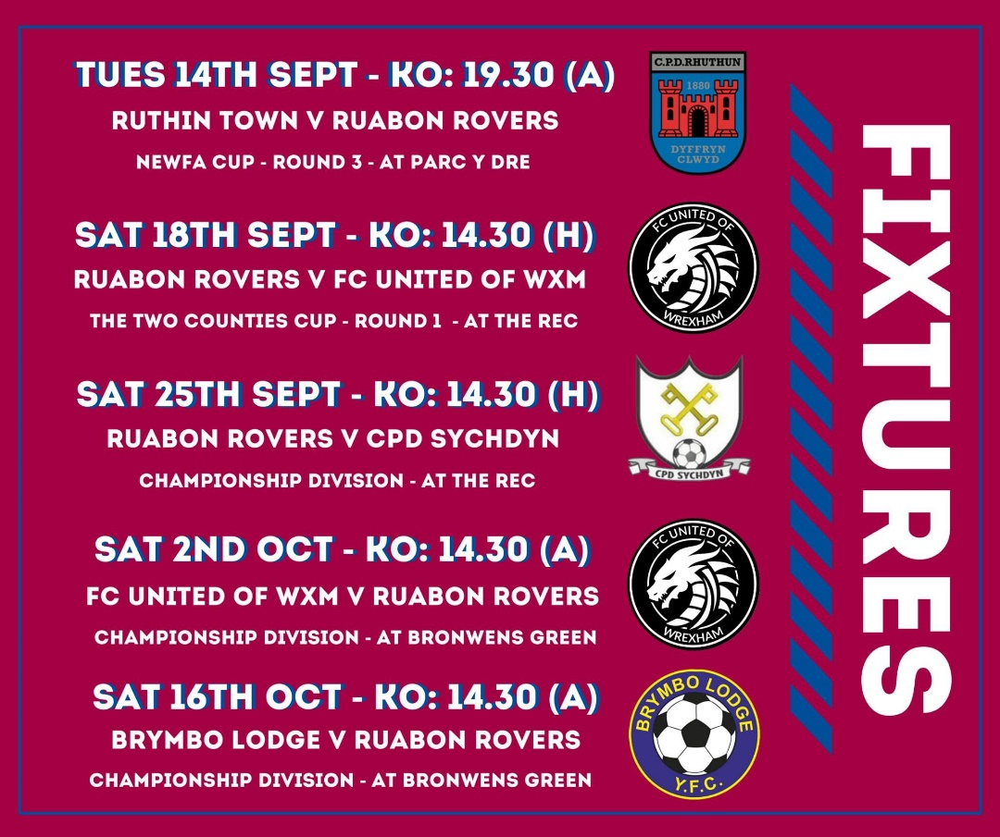 TUES 14TH SEPT - KO: 19.30 (A)
RUTHIN TOWN V RUABON ROVERS
NEWFA CUP - ROUND 3 - AT PARC Y DRE
C.P.D.RHUTHUN
1880
DYFFRYN
CLWYD
SAT 18TH SEPT - KO: 14.30 (H)
RUABON ROVERS V FC UNITED OF WXM
THE TWO COUNTIES CUP - ROUND 1 - AT THE REC
FC UNITED OF
WREXHAM
SAT 25TH SEPT - KO: 14.30 (H)
RUABON ROVERS V CPD SYCHDYN
CHAMPIONSHIP DIVISION - AT THE REC
CPD SYCHDYN
SAT 2ND OCT - KO: 14.30 (A)
FC UNITED OF WXM V RUABON ROVERS
CHAMPIONSHIP DIVISION - AT BRONWENS GREEN
FC UNITED OF
WREXHAM
SAT 16TH OCT - KO: 14.30 (A)
BRYMBO LODGE V RUABON ROVERS
CHAMPIONSHIP DIVISION - AT BRONWENS GREEN
BRYMBO LODGE
Y.F.C.
FIXTURES